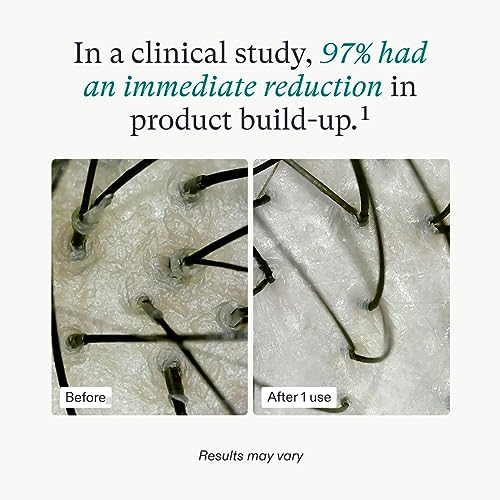 In a clinical study, 97% had
an immediate reduction in
product build-up.¹
Before
After 1 use
Results may vary